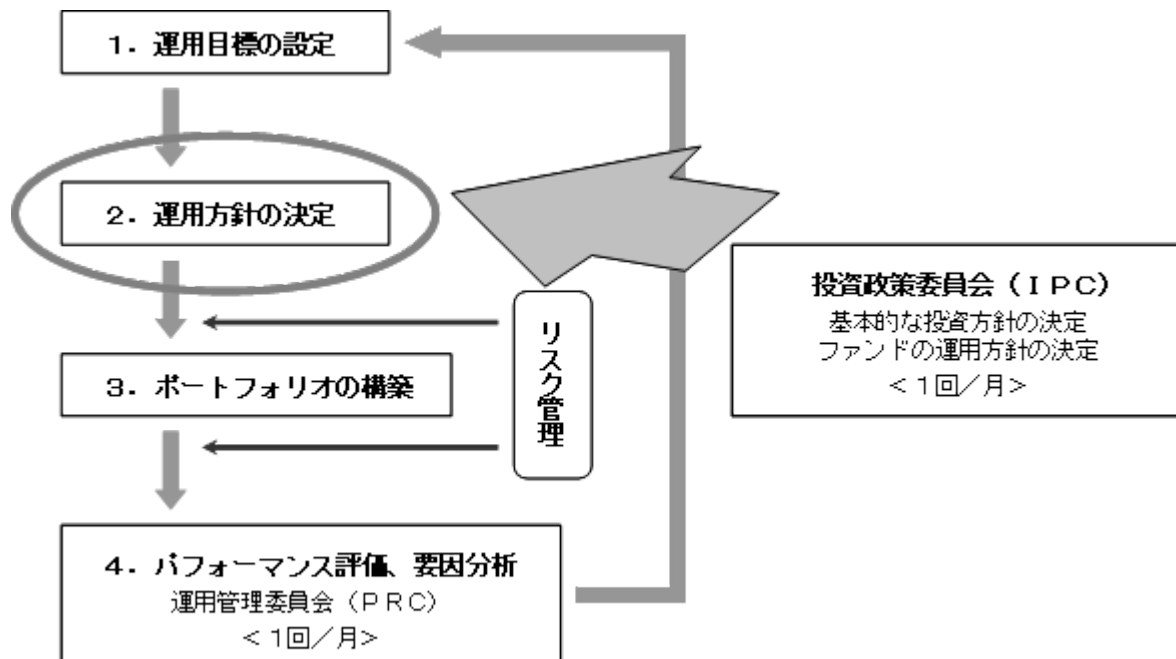 １．運用目標の設定
２．運用方針の決定
３．ポートフォリオの構築
リスク管理
４．パフォーマンス評価、要因分析
運用管理委員会（ＰＲＣ）
＜１回／月＞
投資政策委員会（ＩＰＣ）
基本的な投資方針の決定
ファンドの運用方針の決定
＜１回／月＞